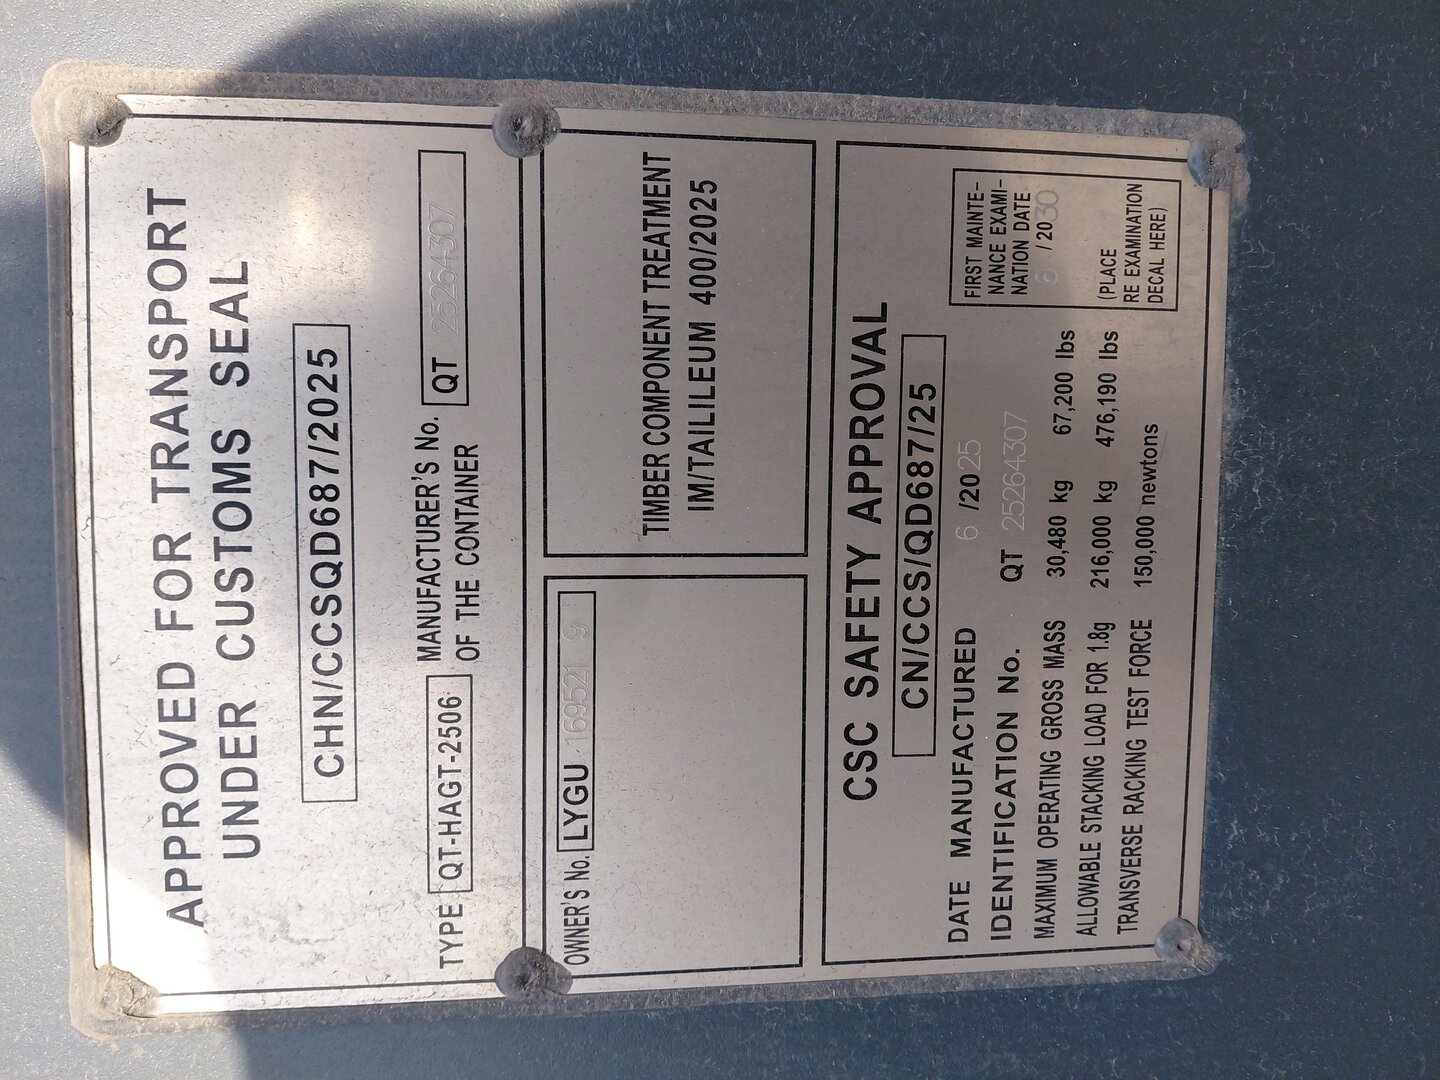 APPROVED FOR TRANSPORT
UNDER CUSTOMS SEAL
CHN/CCSQD687/2025
TYPE QT-HAGT-2506 MANUFACTURER'S No. OF THE CONTAINER QT 25264307
OWNER'S No. LYGU 169521 9
TIMBER COMPONENT TREATMENT
IM/TAILILEUM 400/2025
CSC SAFETY APPROVAL
CN/CCS/QD687/25
DATE MANUFACTURED 6 /2025
IDENTIFICATION No. QT 25264307
MAXIMUM OPERATING GROSS MASS 30,480 kg 67,200 lbs
ALLOWABLE STACKING LOAD FOR 1.8g 216,000 kg 476,190 lbs
TRANSVERSE RACKING TEST FORCE 150,000 newtons
FIRST MAINTE-
NANCE EXAMI-
NATION DATE
6 /2030
(PLACE
RE EXAMINATION
DECAL HERE)